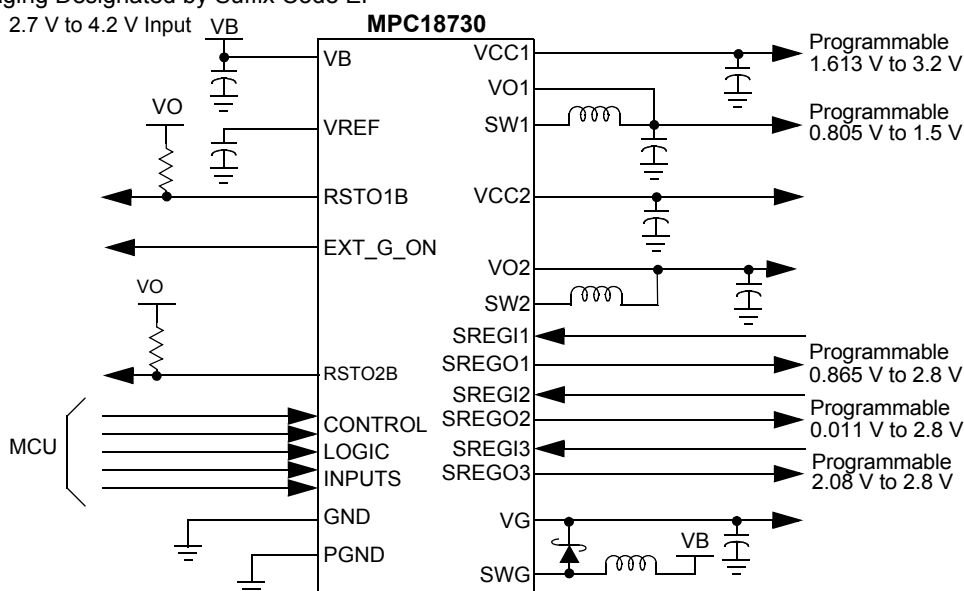 2.7 V to 4.2 V Input
VB
MPC18730
VB
VREF
VO
RSTO1B
EXT_G_ON
VO
RSTO2B
MCU
CONTROL
LOGIC
INPUTS
GND
PGND
VCC1
Programmable
1.613 V to 3.2 V
VO1
SW1
Programmable
0.805 V to 1.5 V
VCC2
VO2
SW2
SREGI1
SREGO1
Programmable
0.865 V to 2.8 V
SREGI2
SREGO2
Programmable
0.011 V to 2.8 V
SREGI3
SREGO3
Programmable
2.08 V to 2.8 V
VG
VB
SWG